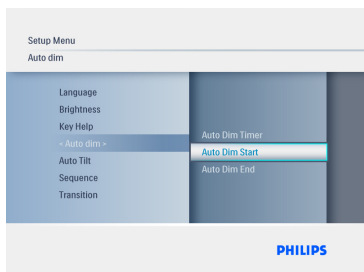 Setup Menu
Auto dim
Language
Brightness
Key Help
< Auto dim >
Auto Tilt
Sequence
Transition
Auto Dim Timer
Auto Dim Start
Auto Dim End
PHILIPS